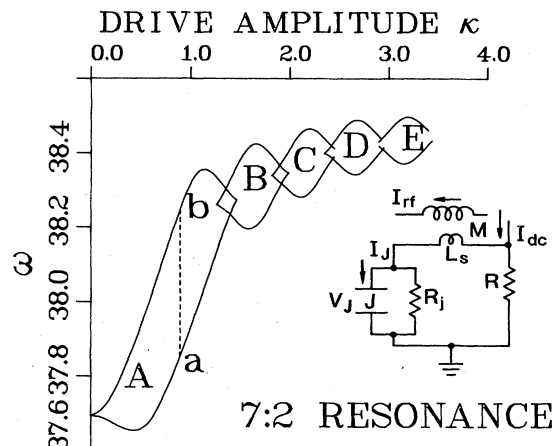 DRIVE AMPLITUDE κ
0.0 1.0 2.0 3.0 4.0
38.4
38.2
38.0
37.8
37.6
ω
A
B
C
D
E
b
a
I_rf
M
I_dc
L_s
I_J
V_J
J
R_j
R
7:2 RESONANCE